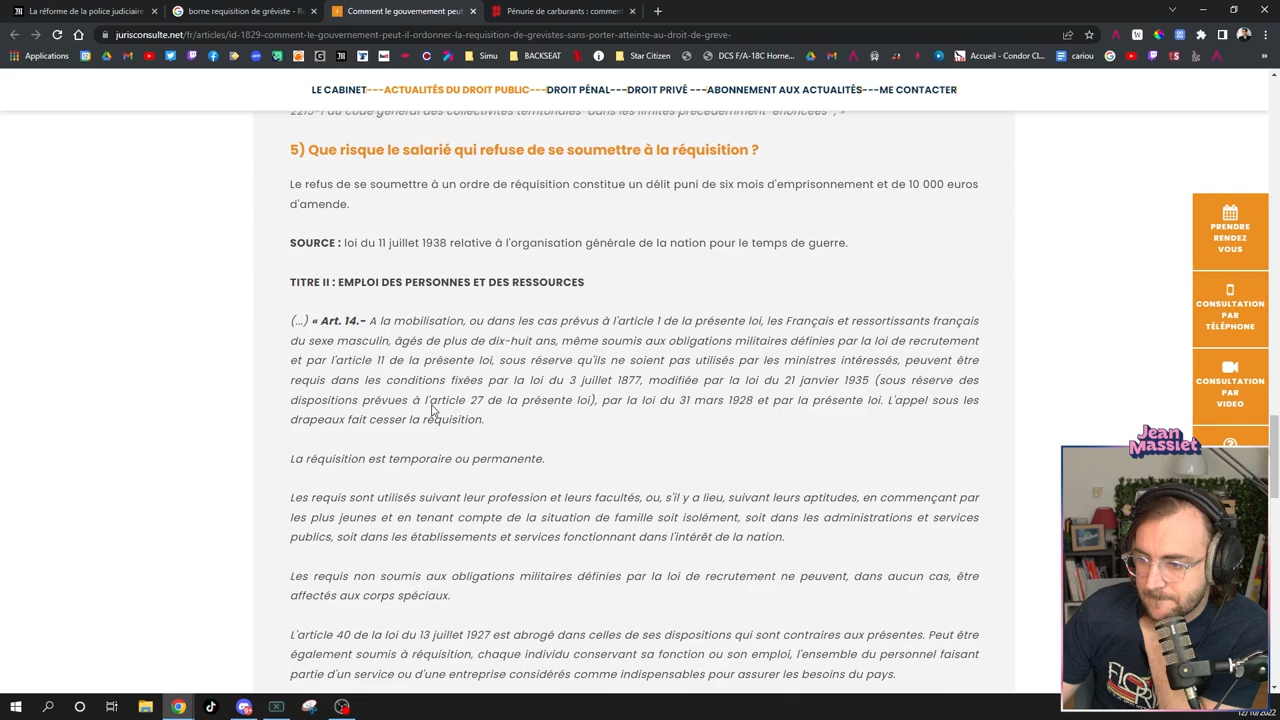 La réforme de la police judiciaire
borne requisition de gréviste - Re
Comment le gouvernement peut
Pénurie de carburants : comment
jurisconsulte.net/fr/articles/id-1829-comment-le-gouvernement-peut-il-ordonner-la-requisition-de-grevistes-sans-porter-atteinte-au-droit-de-greve-
Applications
Simu
BACKSEAT
Star Citizen
DCS F/A-18C Horne...
Accueil - Condor Cl...
cariou
LE CABINET---ACTUALITÉS DU DROIT PUBLIC---DROIT PÉNAL---DROIT PRIVÉ ---ABONNEMENT AUX ACTUALITÉS---ME CONTACTER
2215-1 du code général des collectivités territoriales dans les limites précédemment énoncées ; »
5) Que risque le salarié qui refuse de se soumettre à la réquisition ?
Le refus de se soumettre à un ordre de réquisition constitue un délit puni de six mois d'emprisonnement et de 10 000 euros
d'amende.
SOURCE : loi du 11 juillet 1938 relative à l'organisation générale de la nation pour le temps de guerre.
TITRE II : EMPLOI DES PERSONNES ET DES RESSOURCES
(...) « Art. 14.- A la mobilisation, ou dans les cas prévus à l'article 1 de la présente loi, les Français et ressortissants français
du sexe masculin, âgés de plus de dix-huit ans, même soumis aux obligations militaires définies par la loi de recrutement
et par l'article 11 de la présente loi, sous réserve qu'ils ne soient pas utilisés par les ministres intéressés, peuvent être
requis dans les conditions fixées par la loi du 3 juillet 1877, modifiée par la loi du 21 janvier 1935 (sous réserve des
dispositions prévues à l'article 27 de la présente loi), par la loi du 31 mars 1928 et par la présente loi. L'appel sous les
drapeaux fait cesser la réquisition.
La réquisition est temporaire ou permanente.
Les requis sont utilisés suivant leur profession et leurs facultés, ou, s'il y a lieu, suivant leurs aptitudes, en commençant par
les plus jeunes et en tenant compte de la situation de famille soit isolément, soit dans les administrations et services
publics, soit dans les établissements et services fonctionnant dans l'intérêt de la nation.
Les requis non soumis aux obligations militaires définies par la loi de recrutement ne peuvent, dans aucun cas, être
affectés aux corps spéciaux.
L'article 40 de la loi du 13 juillet 1927 est abrogé dans celles de ses dispositions qui sont contraires aux présentes. Peut être
également soumis à réquisition, chaque individu conservant sa fonction ou son emploi, l'ensemble du personnel faisant
partie d'un service ou d'une entreprise considérés comme indispensables pour assurer les besoins du pays.
PRENDRE
RENDEZ
VOUS
CONSULTATION
PAR
TÉLÉPHONE
CONSULTATION
PAR
VIDEO
Jean
Massiet
12/10/2022